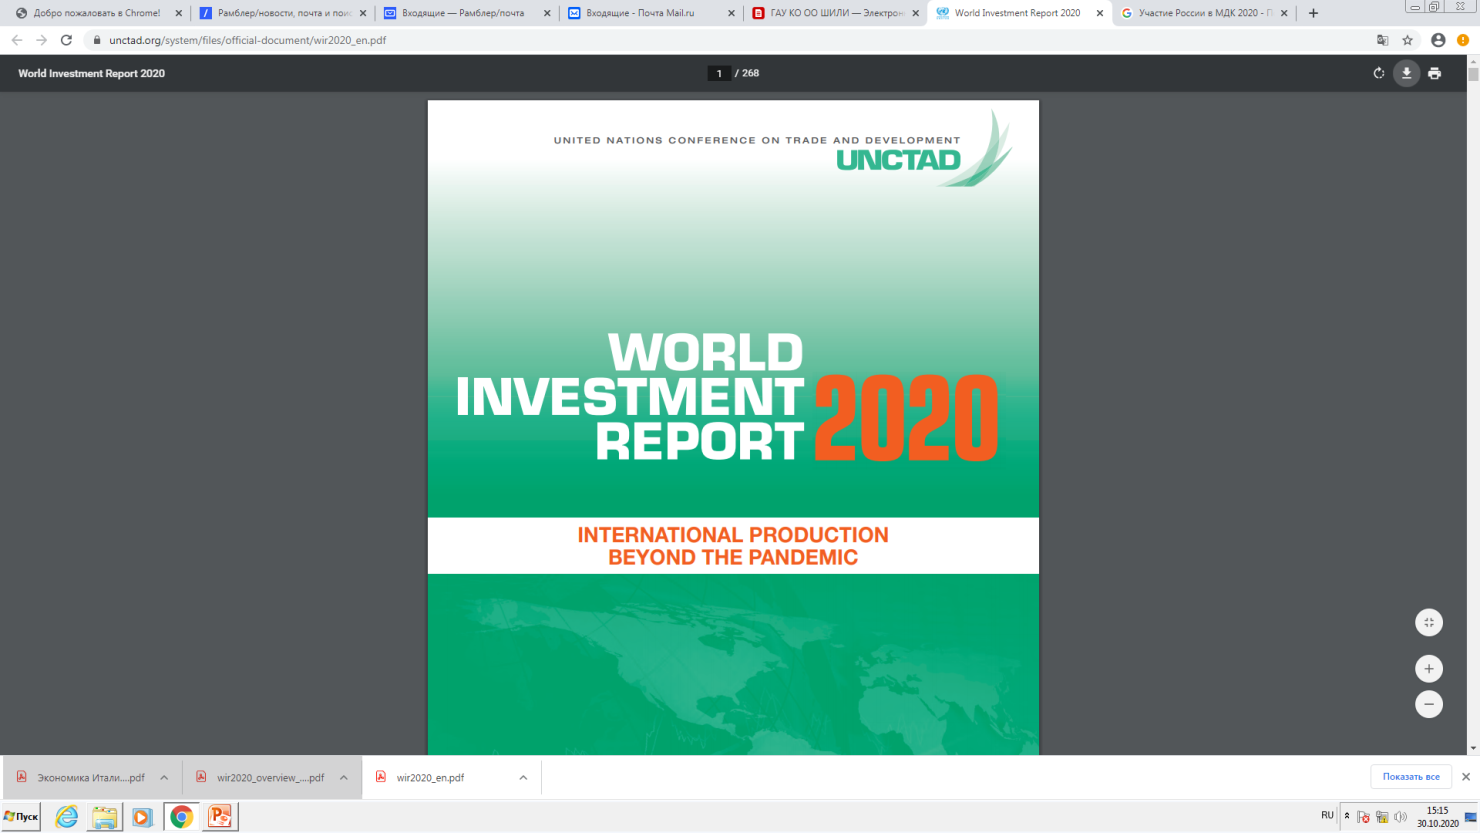 Добро пожаловать в Chrome!
Рамблер/новости, почта и поис
Входящие — Рамблер/почта
Входящие - Почта Mail.ru
ГАУ КО ОО ШИЛИ — Электрон
World Investment Report 2020
Участие России в МДК 2020 - П
unctad.org/system/files/official-document/wir2020_en.pdf
World Investment Report 2020
1 / 268
UNITED NATIONS CONFERENCE ON TRADE AND DEVELOPMENT
UNCTAD
WORLD
INVESTMENT
REPORT
2020
INTERNATIONAL PRODUCTION
BEYOND THE PANDEMIC
Экономика Итали....pdf
wir2020_overview_....pdf
wir2020_en.pdf
Показать все
Пуск
RU
15:15
30.10.2020